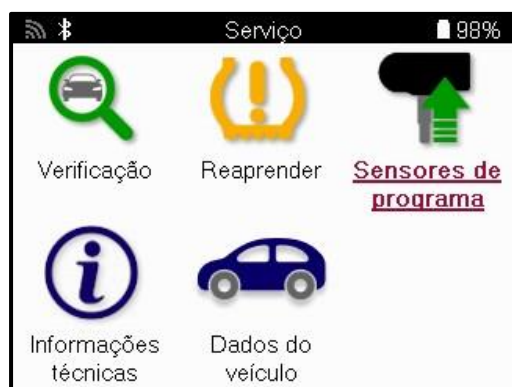 Serviço 98%
Verificação
Reaprender
Sensores de
programa
Informações
técnicas
Dados do
veículo